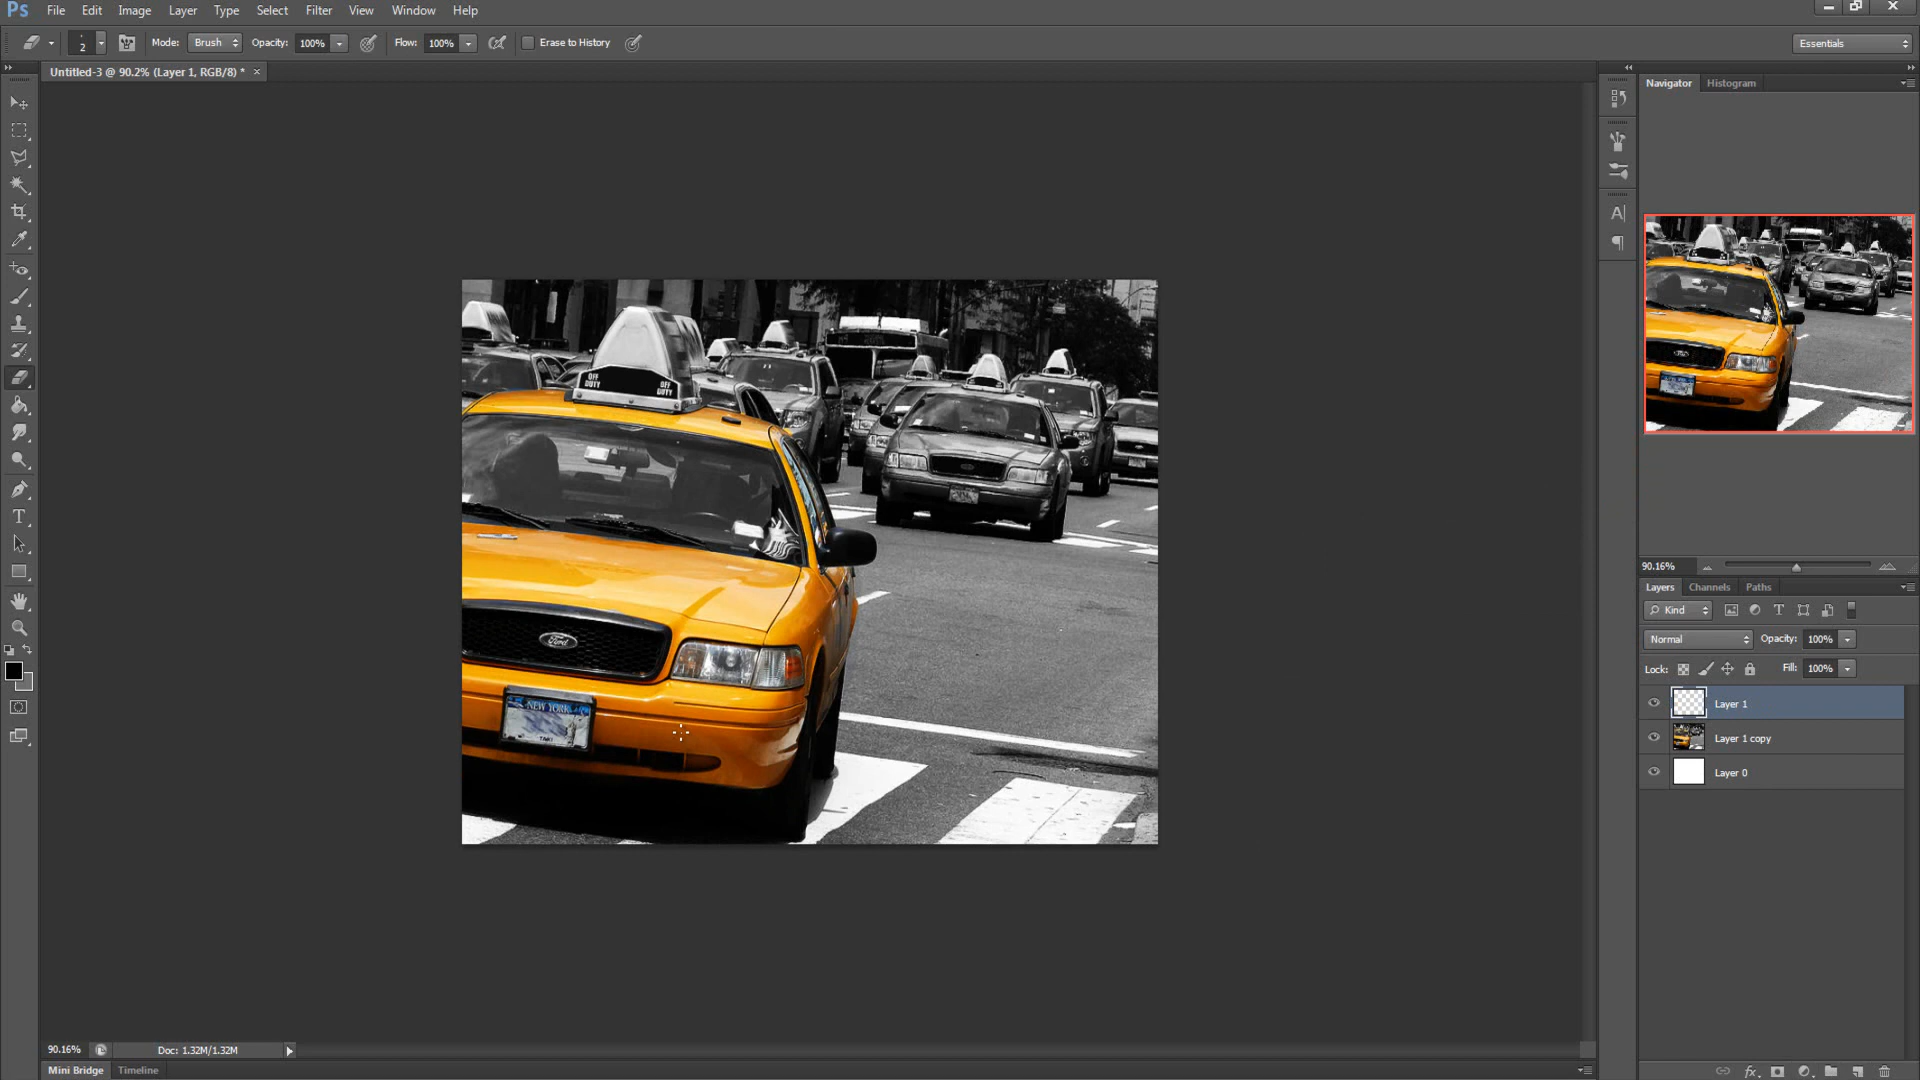 Ps File Edit Image Layer Type Select Filter View Window Help
2 Mode: Brush Opacity: 100% Flow: 100% Erase to History Essentials
Untitled-3 @ 90.2% (Layer 1, RGB/8) * ×
Navigator Histogram
OFF DUTY OFF DUTY
Ford
NEW YORK
TAXI
90.16%
Layers Channels Paths
Kind
Normal Opacity: 100%
Lock: Fill: 100%
Layer 1
Layer 1 copy
Layer 0
90.16% Doc: 1.32M/1.32M
Mini Bridge Timeline